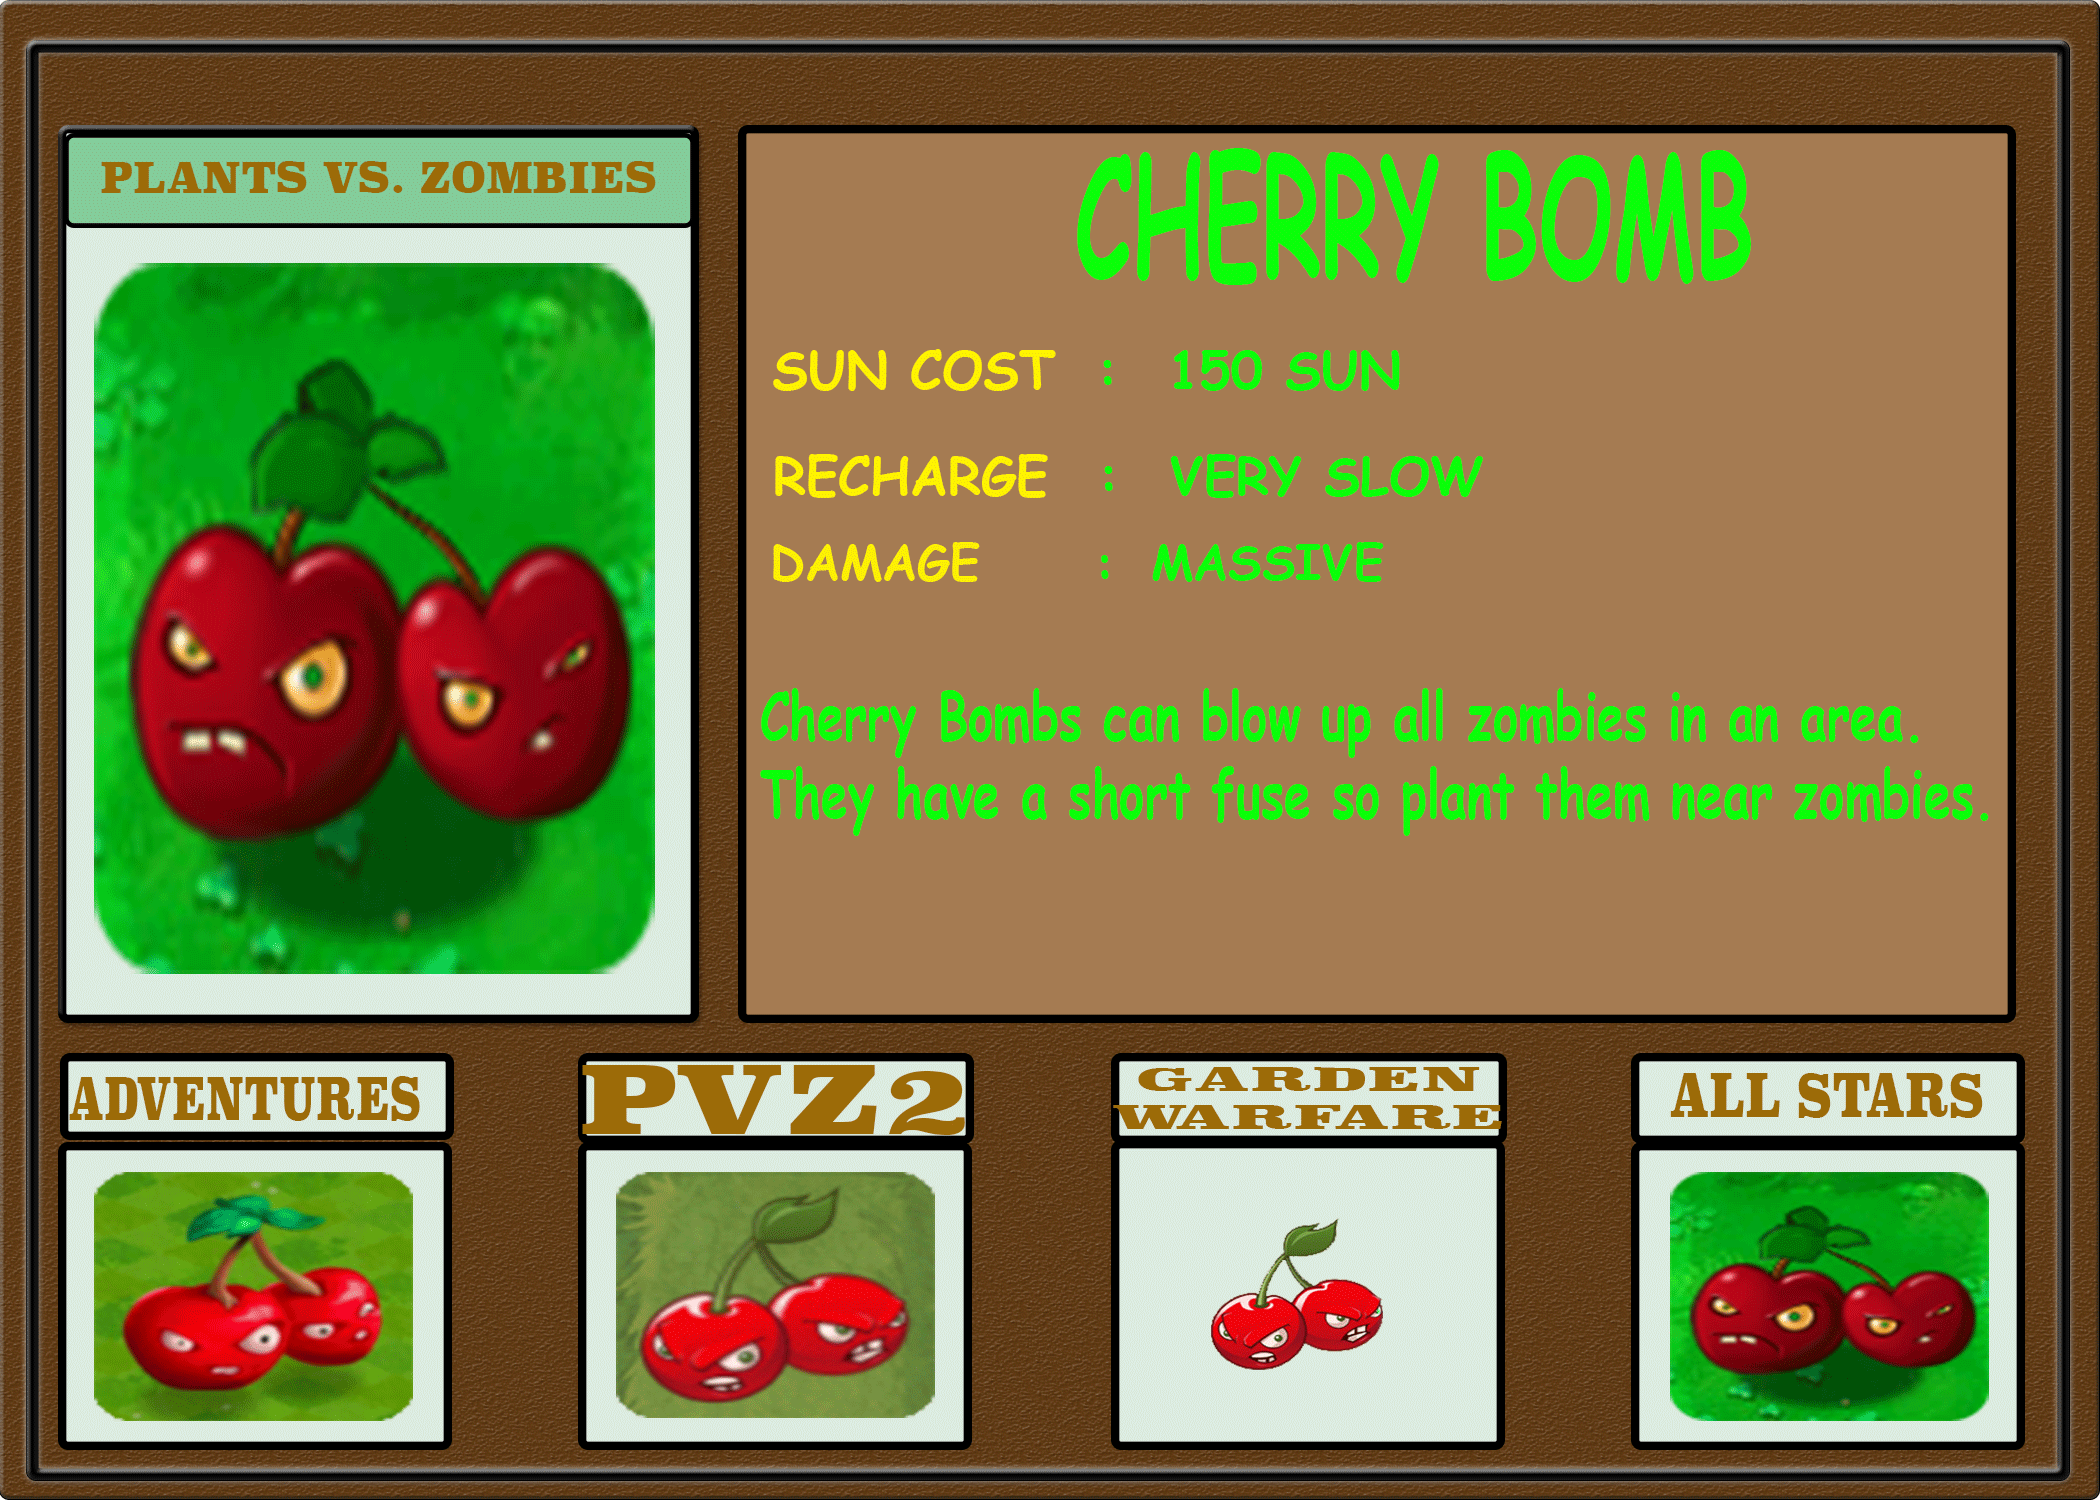 PLANTS VS. ZOMBIES
CHERRY BOMB
SUN COST : 150 SUN
RECHARGE : VERY SLOW
DAMAGE : MASSIVE
Cherry Bombs can blow up all zombies in an area.
They have a short fuse so plant them near zombies.
ADVENTURES
PVZ2
GARDEN
WARFARE
ALL STARS